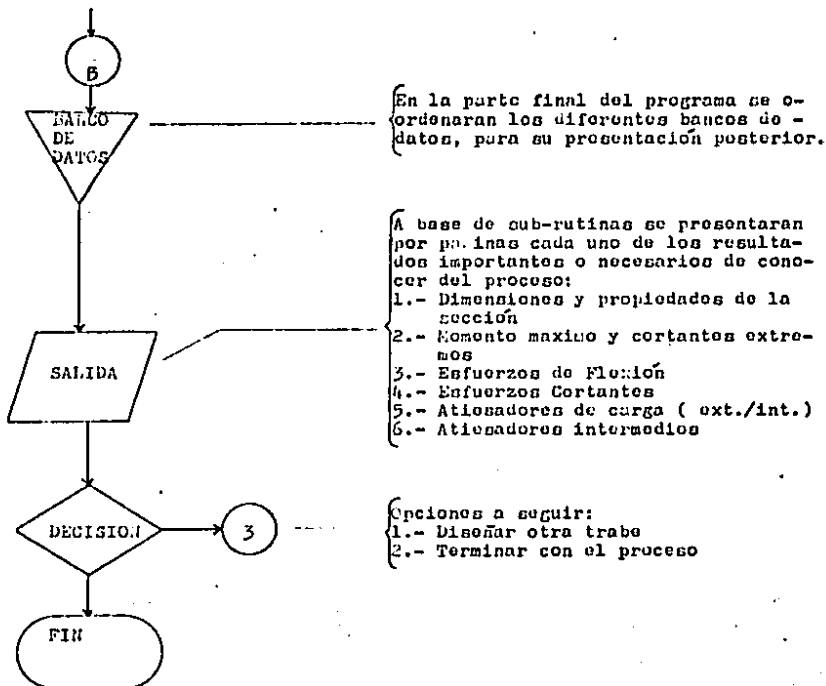 B
BANCO
DE
DATOS
En la parte final del programa se o-
ordenaran los diferentes bancos de -
datos, para su presentación posterior.
A base de sub-rutinas se presentaran
por paginas cada uno de los resulta-
dos importantes o necesarios de cono-
cer del proceso:
1.- Dimensiones y propiedades de la
sección
2.- Momento maximo y cortantes extre-
mos
3.- Esfuerzos de Flexión
4.- Esfuerzos Cortantes
5.- Atiesadores de carga ( ext./int.)
6.- Atiesadores intermedios
SALIDA
DECISION
3
Opciones a seguir:
1.- Diseñar otra trabe
2.- Terminar con el proceso
FIN